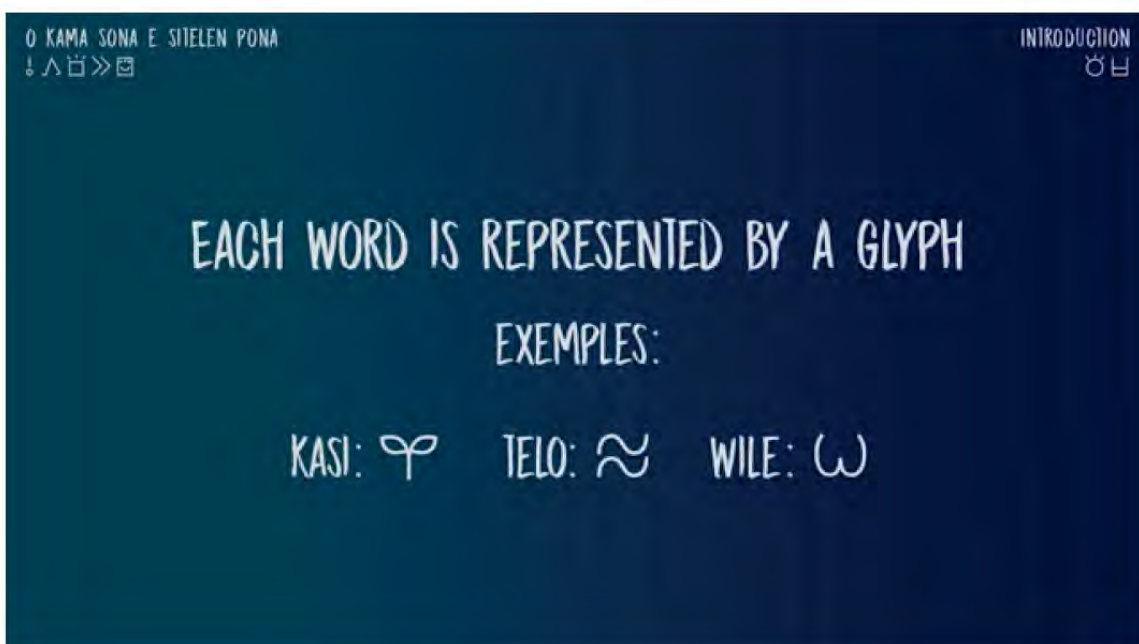 O KAMA SONA E SITELEN PONA
INTRODUCTION
EACH WORD IS REPRESENTED BY A GLYPH
EXEMPLES:
KASI: TELO: WILE: